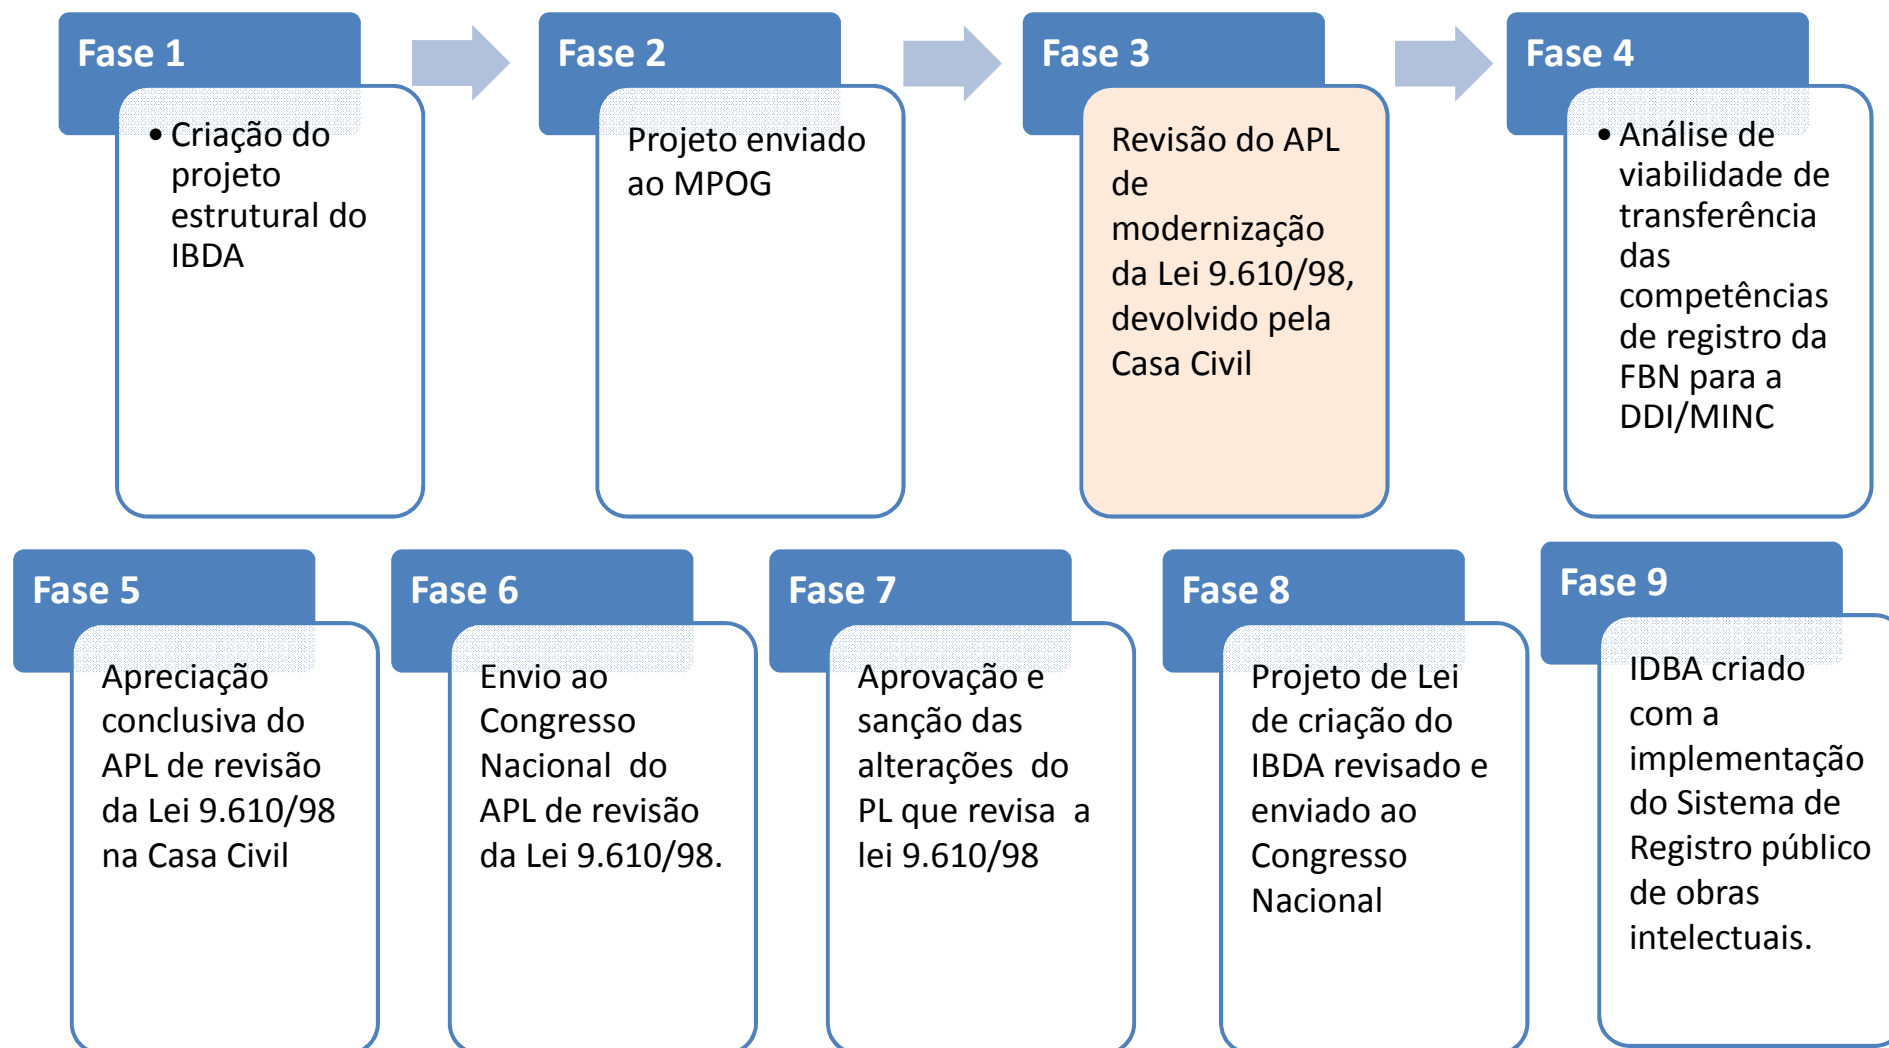 Fase 1
• Criação do
projeto
estrutural do
IBDA
Fase 2
Projeto enviado
ao MPOG
Fase 3
Revisão do APL
de
modernização
da Lei 9.610/98,
devolvido pela
Casa Civil
Fase 4
• Análise de
viabilidade de
transferência
das
competências
de registro da
FBN para a
DDI/MINC
Fase 5
Apreciação
conclusiva do
APL de revisão
da Lei 9.610/98
na Casa Civil
Fase 6
Envio ao
Congresso
Nacional do
APL de revisão
da Lei 9.610/98.
Fase 7
Aprovação e
sanção das
alterações do
PL que revisa a
lei 9.610/98
Fase 8
Projeto de Lei
de criação do
IBDA revisado e
enviado ao
Congresso
Nacional
Fase 9
IDBA criado
com a
implementação
do Sistema de
Registro público
de obras
intelectuais.